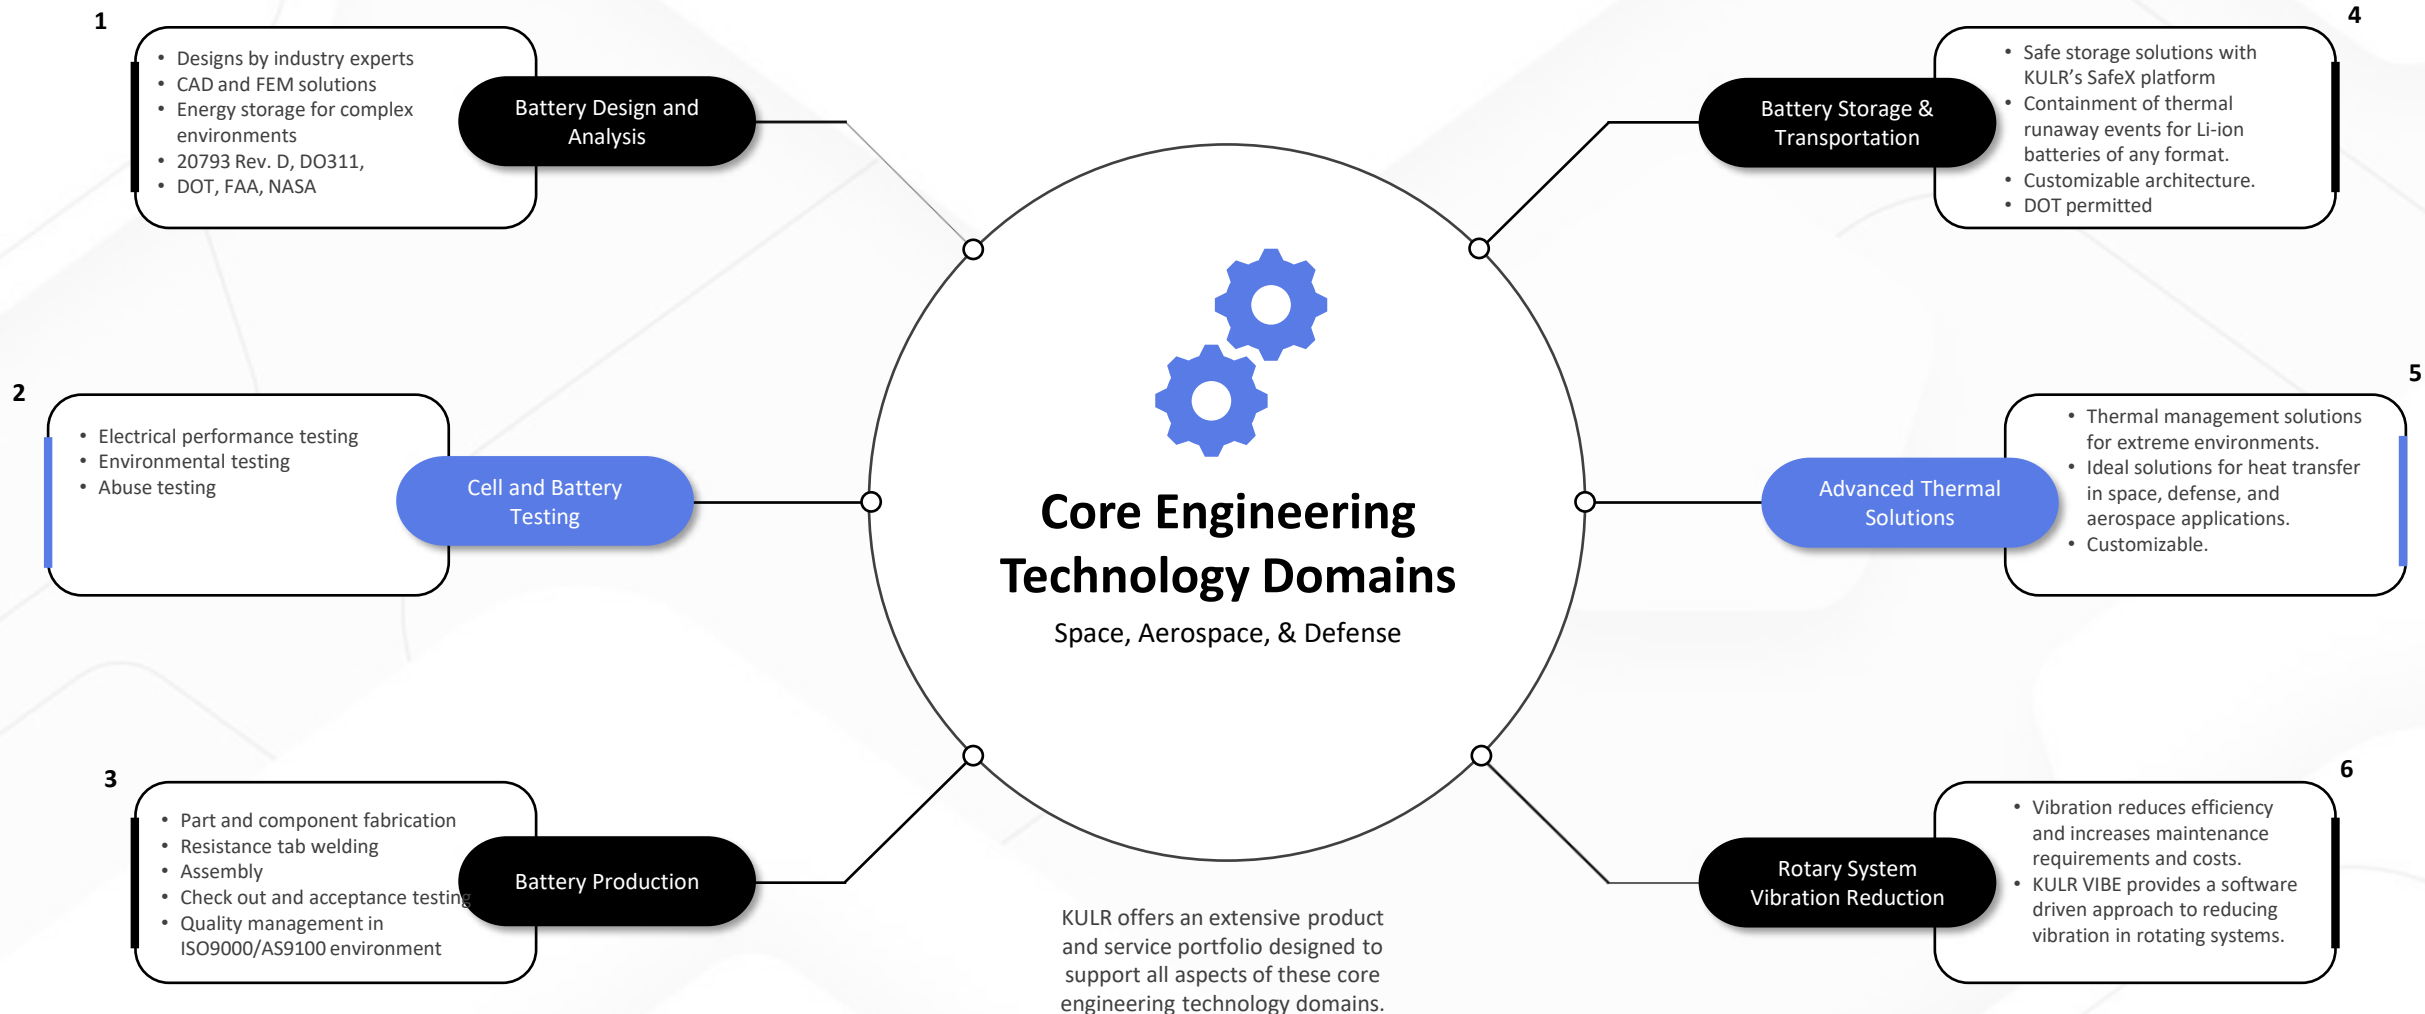 1
• Designs by industry experts
• CAD and FEM solutions
• Energy storage for complex
environments
• 20793 Rev. D, DO311,
• DOT, FAA, NASA
Battery Design and
Analysis
2
• Electrical performance testing
• Environmental testing
• Abuse testing
Cell and Battery
Testing
3
• Part and component fabrication
• Resistance tab welding
• Assembly
• Check out and acceptance testing
• Quality management in
ISO9000/AS9100 environment
Battery Production
Core Engineering
Technology Domains
Space, Aerospace, & Defense
KULR offers an extensive product
and service portfolio designed to
support all aspects of these core
engineering technology domains.
4
Battery Storage &
Transportation
• Safe storage solutions with
KULR’s SafeX platform
• Containment of thermal
runaway events for Li-ion
batteries of any format.
• Customizable architecture.
• DOT permitted
5
Advanced Thermal
Solutions
• Thermal management solutions
for extreme environments.
• Ideal solutions for heat transfer
in space, defense, and
aerospace applications.
• Customizable.
6
Rotary System
Vibration Reduction
• Vibration reduces efficiency
and increases maintenance
requirements and costs.
• KULR VIBE provides a software
driven approach to reducing
vibration in rotating systems.